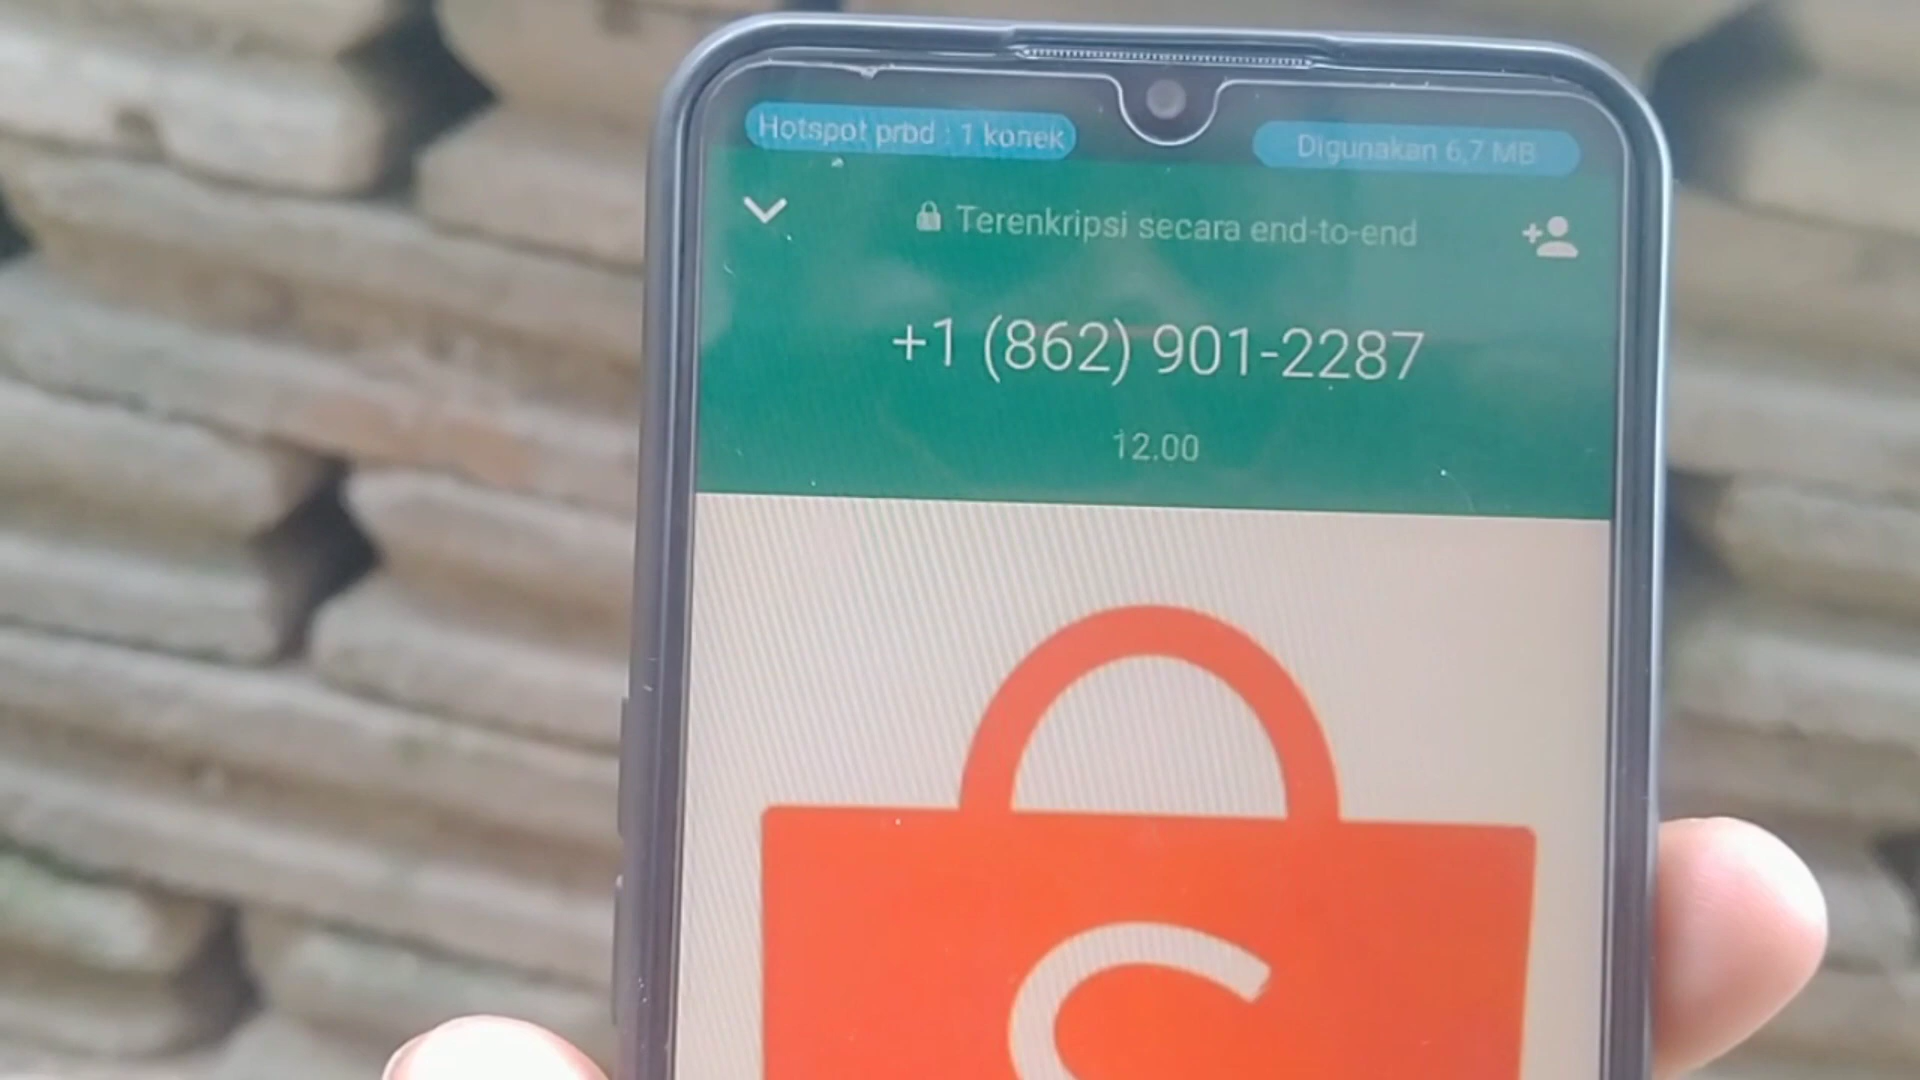 Hotspot prbd : 1 konek
Digunakan 6,7 MB
Terenkripsi secara end-to-end
+1 (862) 901-2287
12.00